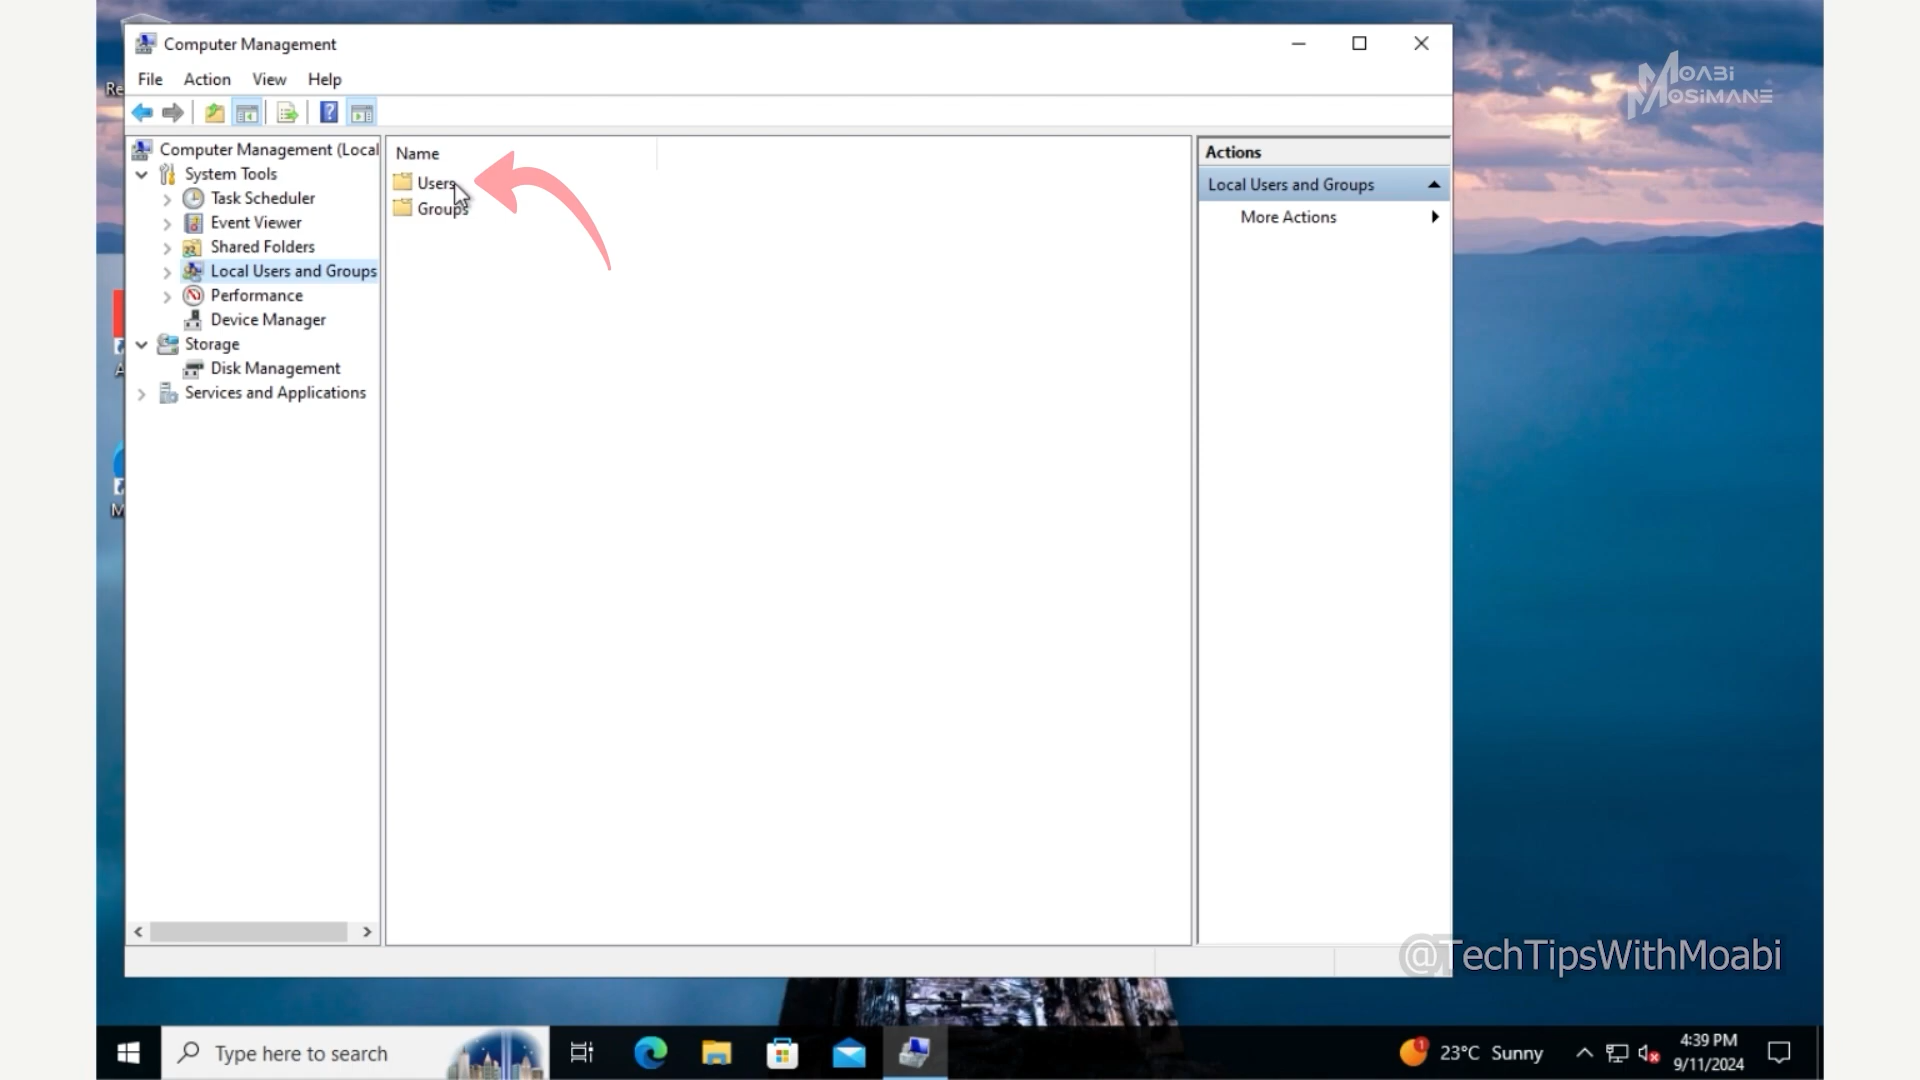 Computer Management
File Action View Help
Computer Management (Local
System Tools
Task Scheduler
Event Viewer
Shared Folders
Local Users and Groups
Performance
Device Manager
Storage
Disk Management
Services and Applications
Name
Users
Groups
Actions
Local Users and Groups
More Actions
Re
A
M
MOABI
MOSIMANE
@TechTipsWithMoabi
Type here to search
1
23°C Sunny
4:39 PM
9/11/2024